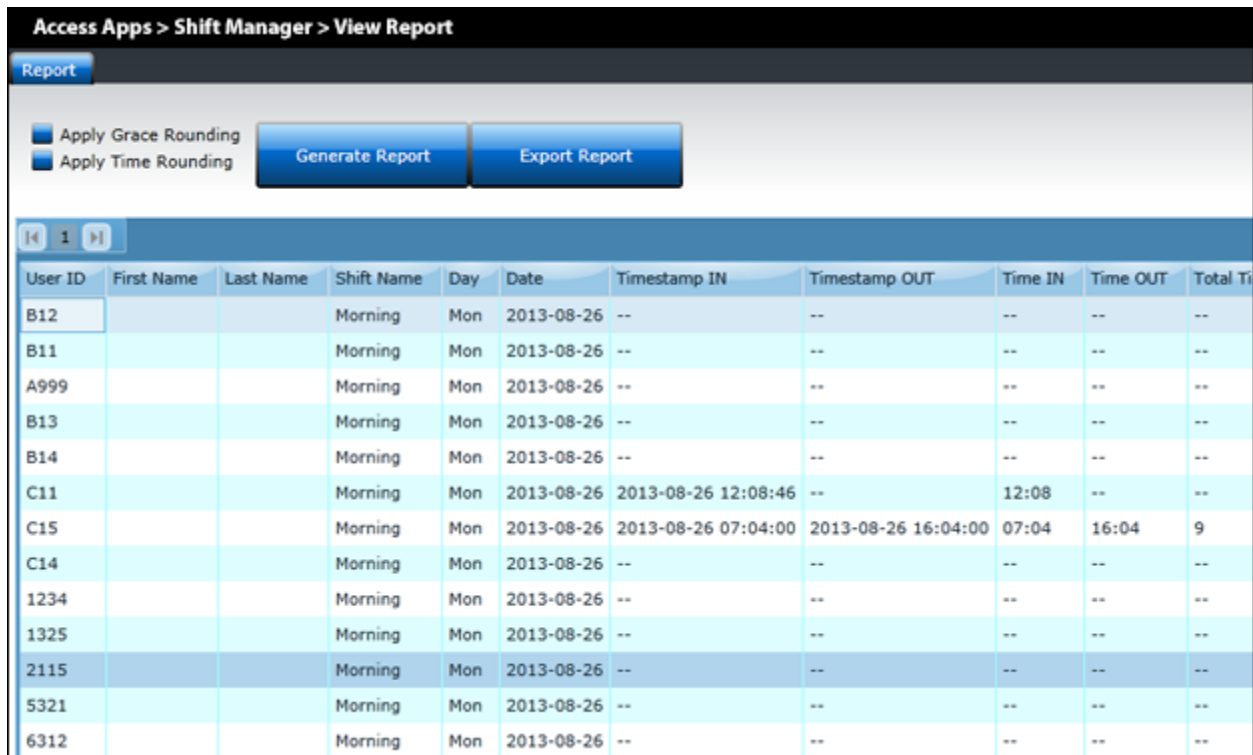 Access Apps > Shift Manager > View Report
Report
Apply Grace Rounding
Apply Time Rounding
Generate Report Export Report
1
User ID First Name Last Name Shift Name Day Date Timestamp IN Timestamp OUT Time IN Time OUT Total Ti
B12 Morning Mon 2013-08-26 -- -- -- -- --
B11 Morning Mon 2013-08-26 -- -- -- -- --
A999 Morning Mon 2013-08-26 -- -- -- -- --
B13 Morning Mon 2013-08-26 -- -- -- -- --
B14 Morning Mon 2013-08-26 -- -- -- -- --
C11 Morning Mon 2013-08-26 2013-08-26 12:08:46 -- 12:08 -- --
C15 Morning Mon 2013-08-26 2013-08-26 07:04:00 2013-08-26 16:04:00 07:04 16:04 9
C14 Morning Mon 2013-08-26 -- -- -- -- --
1234 Morning Mon 2013-08-26 -- -- -- -- --
1325 Morning Mon 2013-08-26 -- -- -- -- --
2115 Morning Mon 2013-08-26 -- -- -- -- --
5321 Morning Mon 2013-08-26 -- -- -- -- --
6312 Morning Mon 2013-08-26 -- -- -- -- --